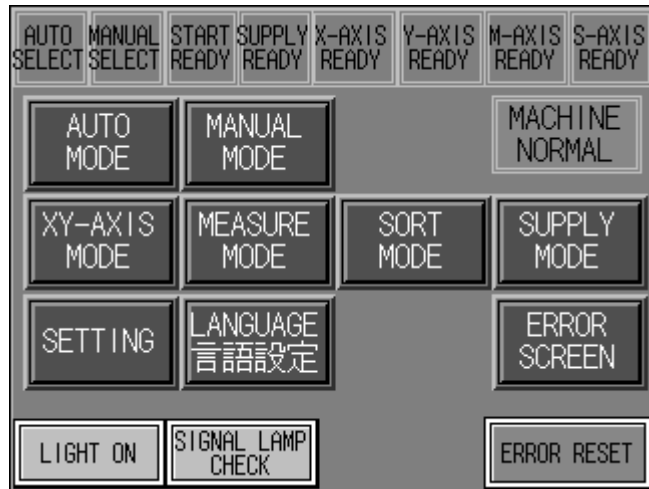 AUTO MANUAL START SUPPLY X-AXIS Y-AXIS M-AXIS S-AXIS
SELECT SELECT READY READY READY READY READY READY
AUTO MANUAL MACHINE
MODE MODE NORMAL
XY-AXIS MEASURE SORT SUPPLY
MODE MODE MODE MODE
SETTING LANGUAGE ERROR
言語設定 SCREEN
LIGHT ON SIGNAL LAMP ERROR RESET
CHECK